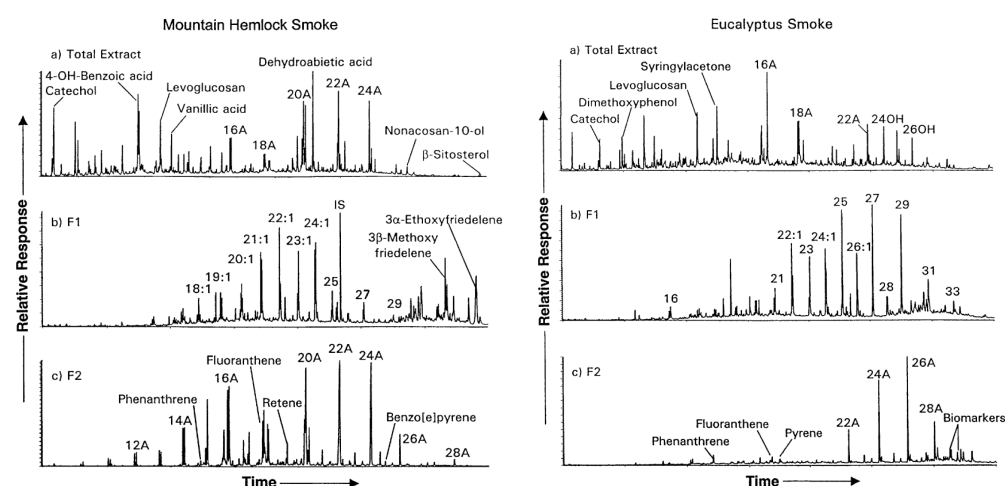 Mountain Hemlock Smoke
a) Total Extract
4-OH-Benzoic acid
Catechol
Levoglucosan
Vanillic acid
16A
18A
Dehydroabietic acid
20A
22A
24A
Nonacosan-10-ol
β-Sitosterol
b) F1
18:1
19:1
20:1
21:1
22:1
23:1
24:1
IS
25
27
29
3α-Ethoxyfriedelene
3β-Methoxy
friedelene
c) F2
12A
14A
Phenanthrene
16A
Fluoranthene
Retene
20A
22A
24A
Benzo[e]pyrene
26A
28A
Relative Response
Time
Eucalyptus Smoke
a) Total Extract
Syringylacetone
Levoglucosan
Dimethoxyphenol
Catechol
16A
18A
22A
24OH
26OH
b) F1
16
21
22:1
23
24:1
25
26:1
27
28
29
31
33
c) F2
Phenanthrene
Fluoranthene
Pyrene
22A
24A
26A
28A
Biomarkers
Relative Response
Time